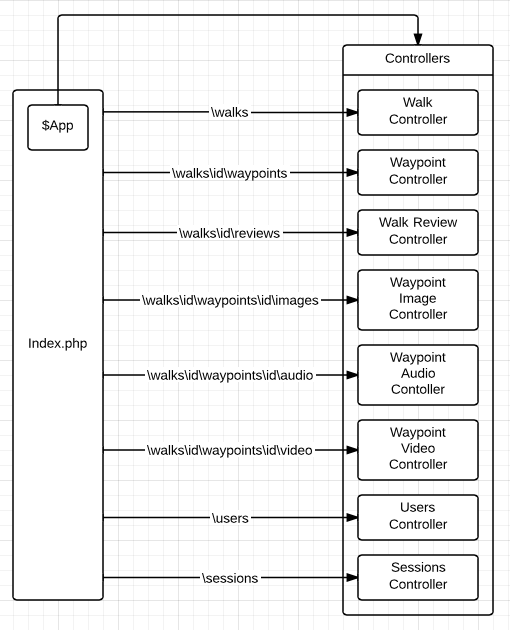 Controllers
$App
\walks
Walk
Controller
\walks\id\waypoints
Waypoint
Controller
\walks\id\reviews
Walk Review
Controller
\walks\id\waypoints\id\images
Waypoint
Image
Controller
Index.php
\walks\id\waypoints\id\audio
Waypoint
Audio
Contoller
\walks\id\waypoints\id\video
Waypoint
Video
Controller
\users
Users
Controller
\sessions
Sessions
Controller